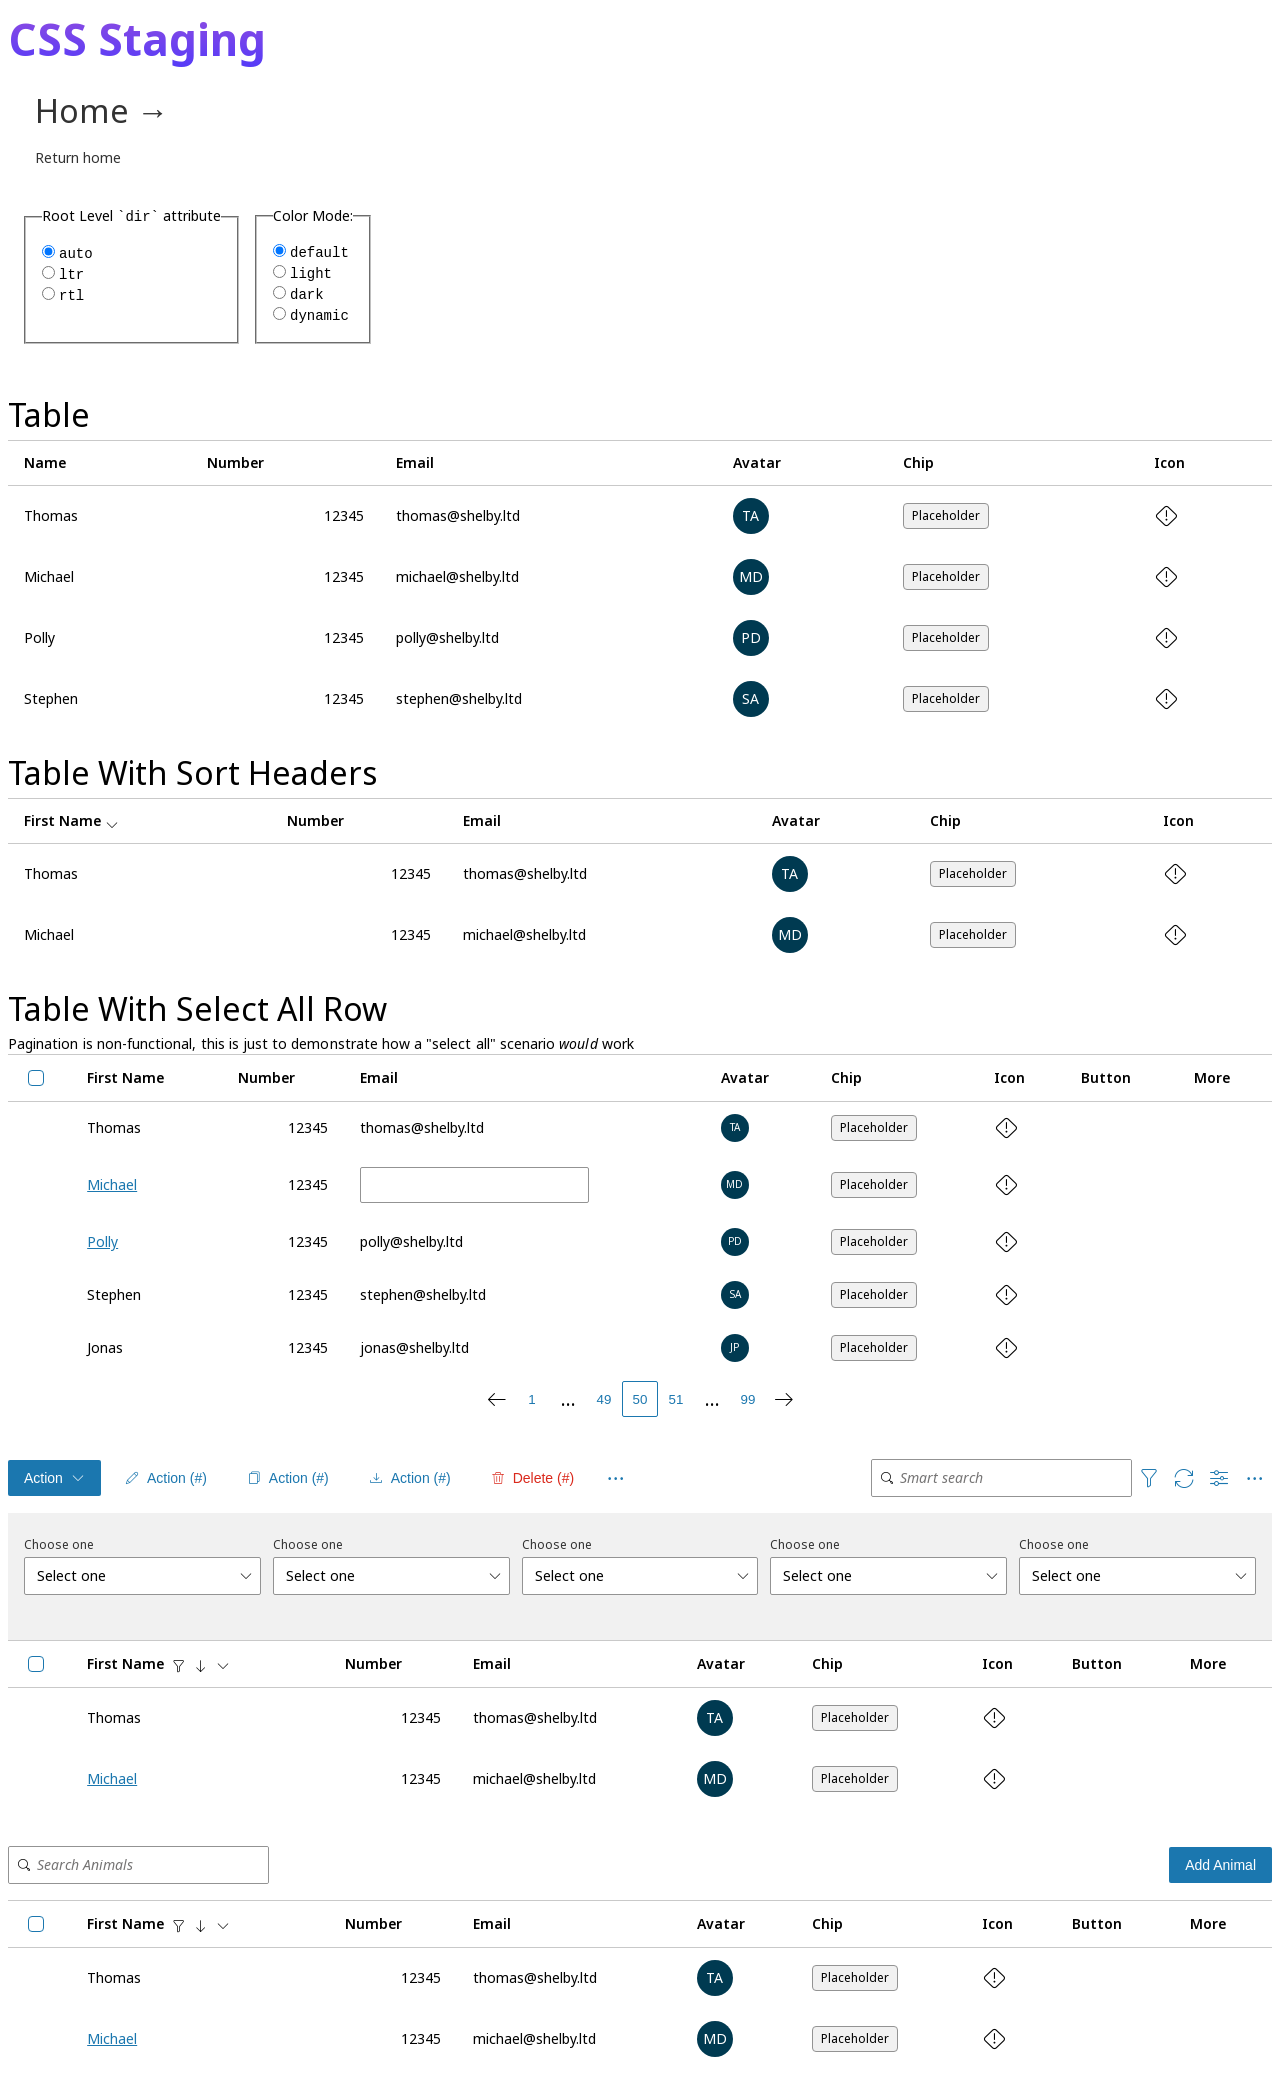 CSS Staging
Home →
Return home
Root Level `dir` attribute
auto
ltr
rtl
Color Mode:
default
light
dark
dynamic
Table
Name Number Email Avatar Chip Icon
Thomas 12345 thomas@shelby.ltd TA Placeholder
Michael 12345 michael@shelby.ltd MD Placeholder
Polly 12345 polly@shelby.ltd PD Placeholder
Stephen 12345 stephen@shelby.ltd SA Placeholder
Table With Sort Headers
First Name Number Email Avatar Chip Icon
Thomas 12345 thomas@shelby.ltd TA Placeholder
Michael 12345 michael@shelby.ltd MD Placeholder
Table With Select All Row
Pagination is non-functional, this is just to demonstrate how a "select all" scenario would work
First Name Number Email Avatar Chip Icon Button More
Thomas 12345 thomas@shelby.ltd TA Placeholder
Michael 12345 MD Placeholder
Polly 12345 polly@shelby.ltd PD Placeholder
Stephen 12345 stephen@shelby.ltd SA Placeholder
Jonas 12345 jonas@shelby.ltd JP Placeholder
1 ... 49 50 51 ... 99
Action Action (#) Action (#) Action (#) Delete (#) Smart search
Choose one Choose one Choose one Choose one Choose one
Select one Select one Select one Select one Select one
First Name Number Email Avatar Chip Icon Button More
Thomas 12345 thomas@shelby.ltd TA Placeholder
Michael 12345 michael@shelby.ltd MD Placeholder
Search Animals Add Animal
First Name Number Email Avatar Chip Icon Button More
Thomas 12345 thomas@shelby.ltd TA Placeholder
Michael 12345 michael@shelby.ltd MD Placeholder